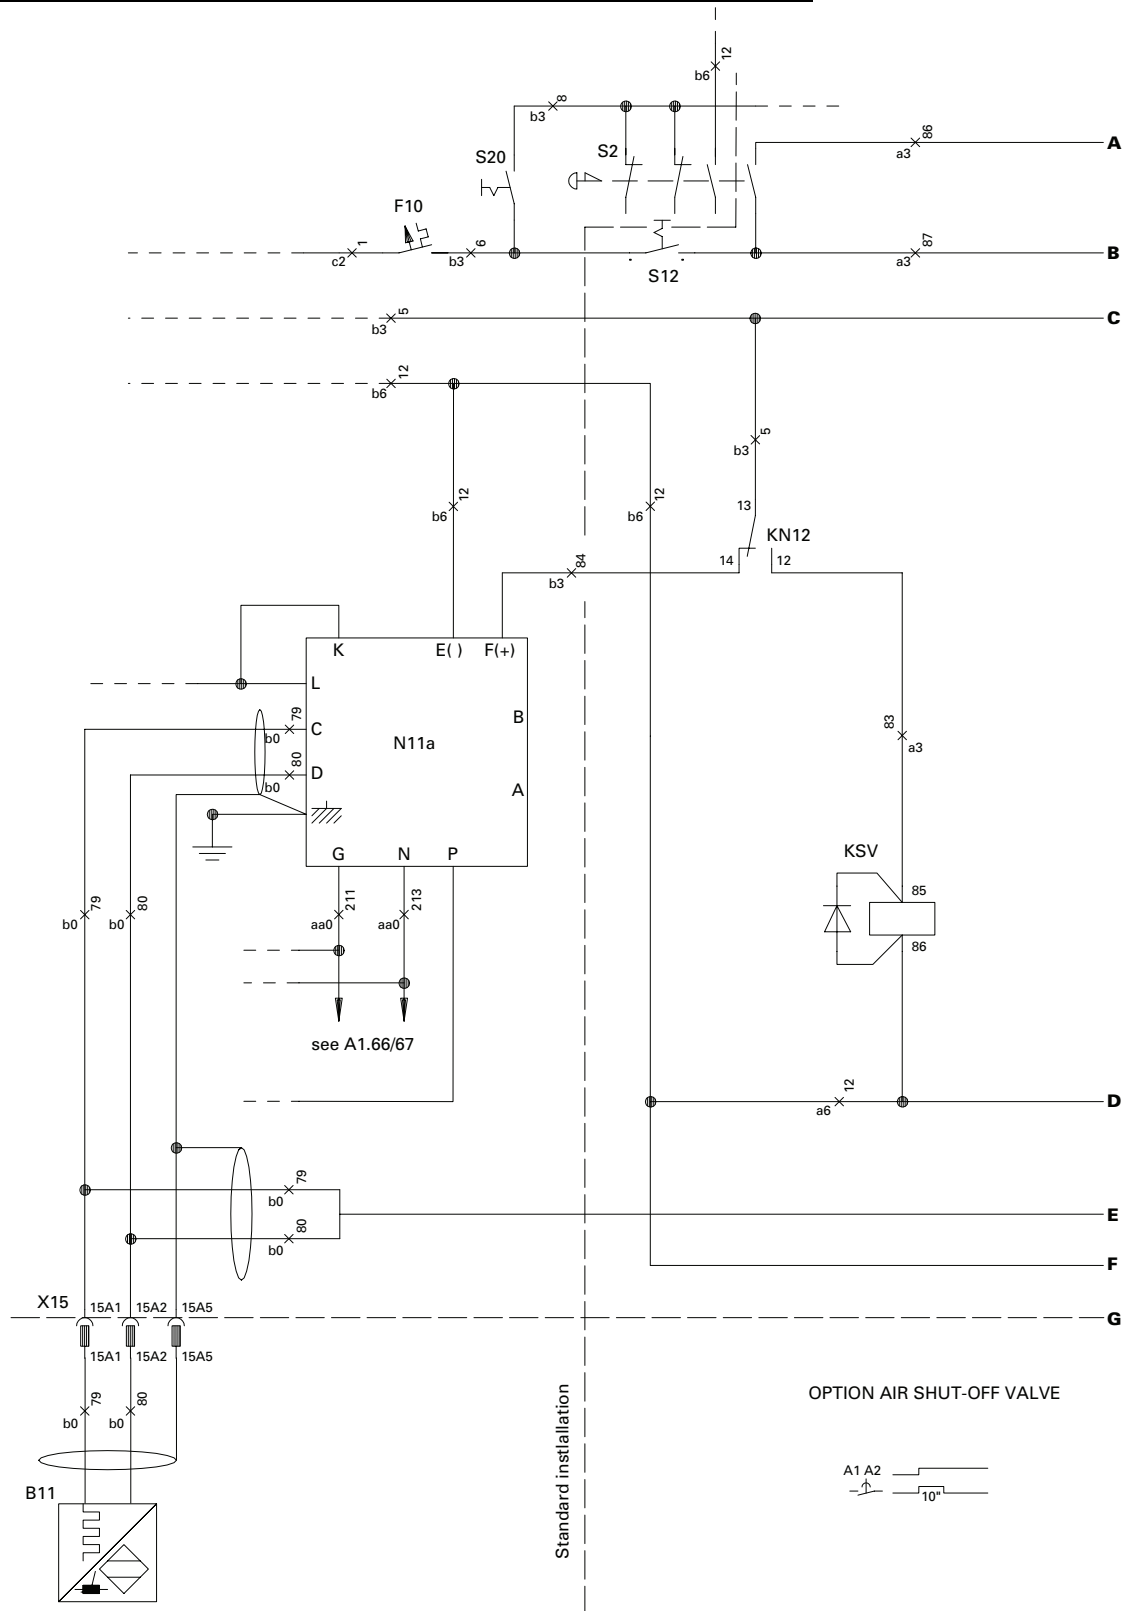 12
b6
8
b3
86
a3
A
S20
S2
F10
1
c2
6
b3
S12
87
a3
B
5
b3
C
12
b6
5
b3
12
b6
12
b6
13
KN12
14
12
84
b3
K
E( )
F(+)
L
79
b0
C
B
N11a
80
b0
D
A
83
a3
G
N
P
KSV
85
86
79
b0
80
b0
211
aa0
213
aa0
see A1.66/67
12
a6
D
79
b0
E
80
b0
F
X15
15A1
15A2
15A5
G
15A1
15A2
15A5
79
b0
80
b0
Standard instlallation
OPTION AIR SHUT-OFF VALVE
A1 A2
10"
B11